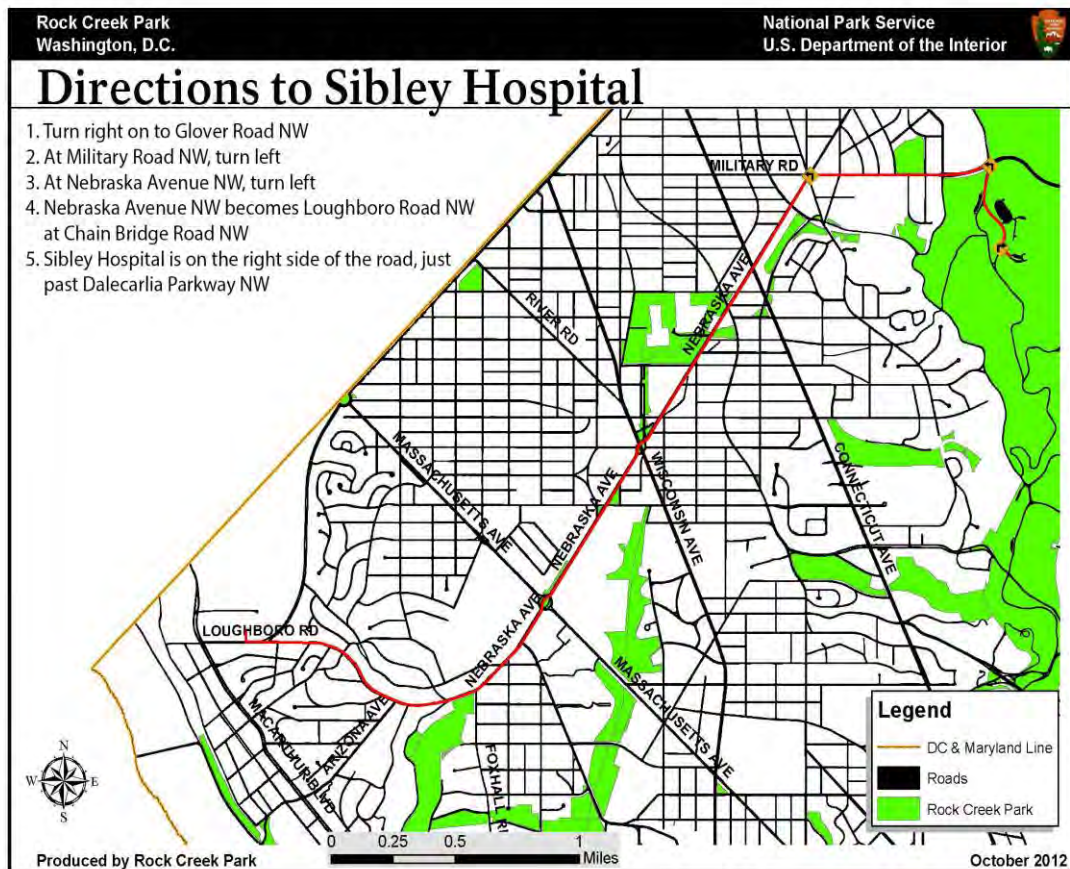 Rock Creek Park
Washington, D.C.
National Park Service
U.S. Department of the Interior
Directions to Sibley Hospital
1. Turn right on to Glover Road NW
2. At Military Road NW, turn left
3. At Nebraska Avenue NW, turn left
4. Nebraska Avenue NW becomes Loughboro Road NW
at Chain Bridge Road NW
5. Sibley Hospital is on the right side of the road, just
past Dalecarlia Parkway NW
MILITARY RD
NEBRASKA AVE
RIVER RD
MASSACHUSETTS AVE
WISCONSIN AVE
CONNECTICUT AVE
NEBRASKA AVE
NEBRASKA AVE
LOUGHBORO RD
MASSACHUSETTS AVE
MACARTHUR BLVD
ARIZONA AVE
FOXHALL
Legend
DC & Maryland Line
Roads
Rock Creek Park
N
W
E
S
0 0.25 0.5 1
Miles
Produced by Rock Creek Park
October 2012